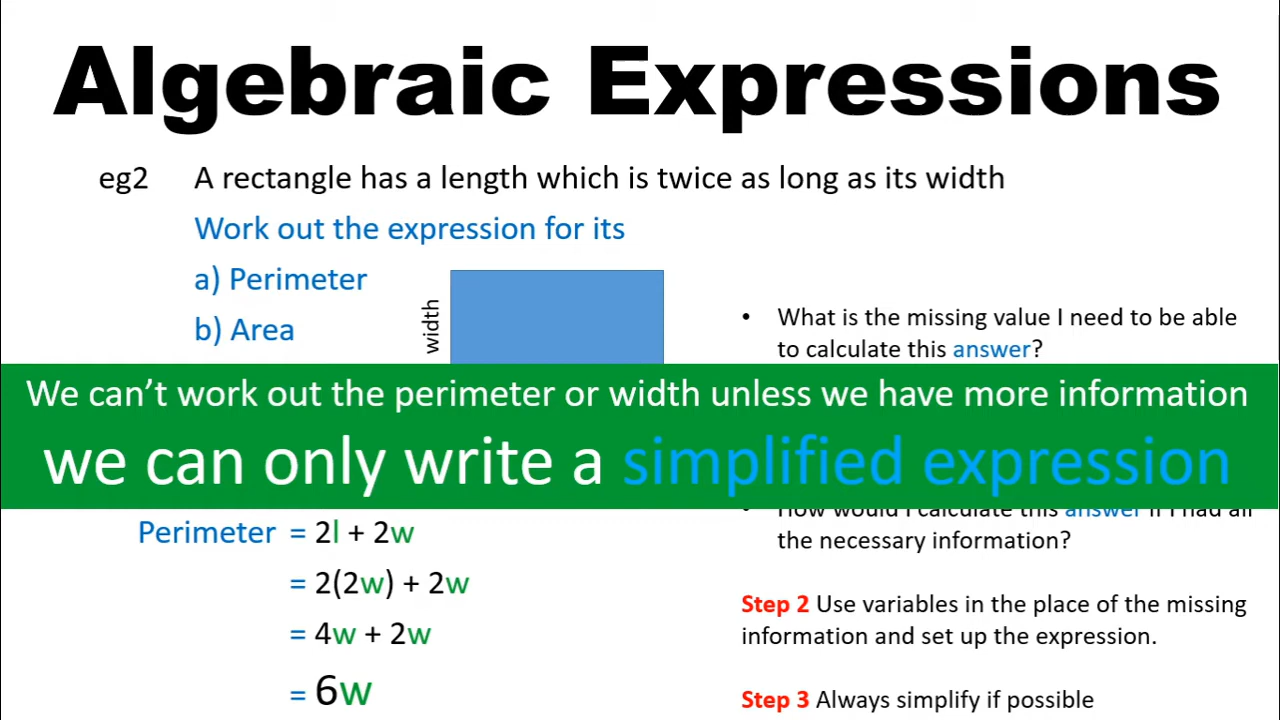 Algebraic Expressions
eg2 A rectangle has a length which is twice as long as its width
Work out the expression for its
a) Perimeter
b) Area
width
• What is the missing value I need to be able
to calculate this answer?
We can't work out the perimeter or width unless we have more information
we can only write a simplified expression
• How would I calculate this answer if I had all
the necessary information?
Perimeter = 2l + 2w
= 2(2w) + 2w
= 4w + 2w
= 6w
Step 2 Use variables in the place of the missing
information and set up the expression.
Step 3 Always simplify if possible